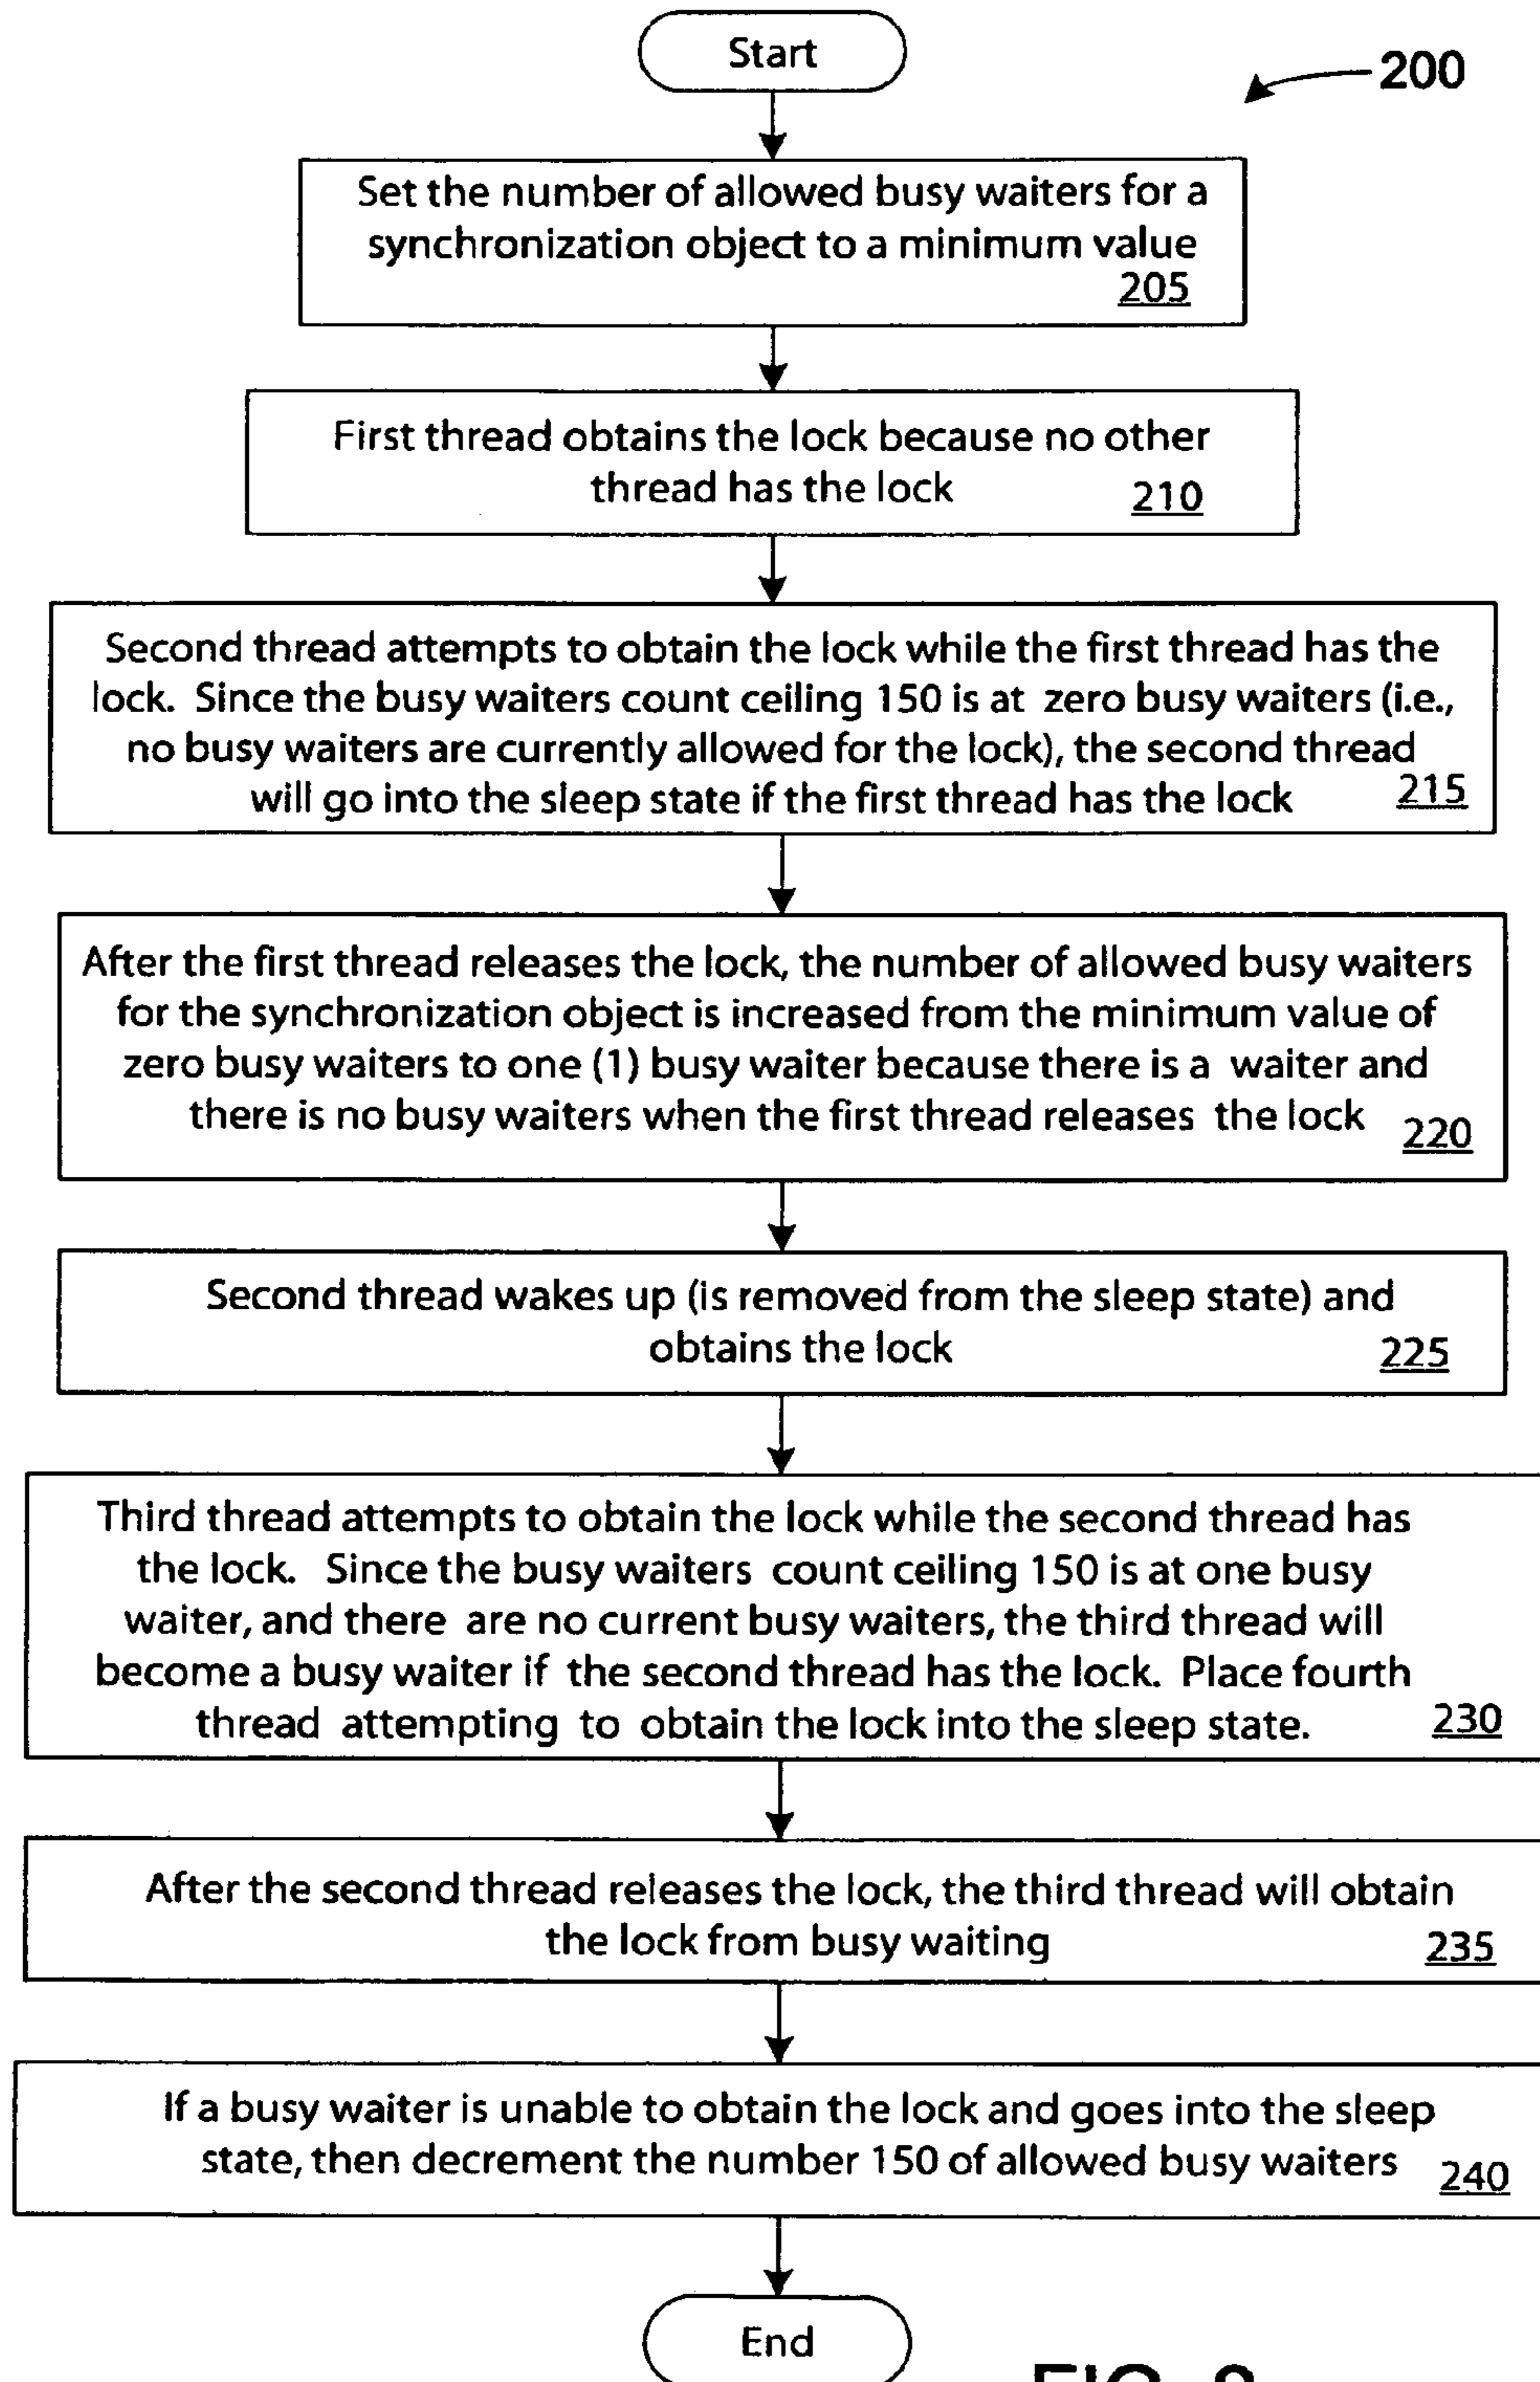 Start
200
Set the number of allowed busy waiters for a
synchronization object to a minimum value
205
First thread obtains the lock because no other
thread has the lock 210
Second thread attempts to obtain the lock while the first thread has the
lock. Since the busy waiters count ceiling 150 is at zero busy waiters (i.e.,
no busy waiters are currently allowed for the lock), the second thread
will go into the sleep state if the first thread has the lock 215
After the first thread releases the lock, the number of allowed busy waiters
for the synchronization object is increased from the minimum value of
zero busy waiters to one (1) busy waiter because there is a waiter and
there is no busy waiters when the first thread releases the lock 220
Second thread wakes up (is removed from the sleep state) and
obtains the lock 225
Third thread attempts to obtain the lock while the second thread has
the lock. Since the busy waiters count ceiling 150 is at one busy
waiter, and there are no current busy waiters, the third thread will
become a busy waiter if the second thread has the lock. Place fourth
thread attempting to obtain the lock into the sleep state. 230
After the second thread releases the lock, the third thread will obtain
the lock from busy waiting 235
If a busy waiter is unable to obtain the lock and goes into the sleep
state, then decrement the number 150 of allowed busy waiters 240
End
FIG.